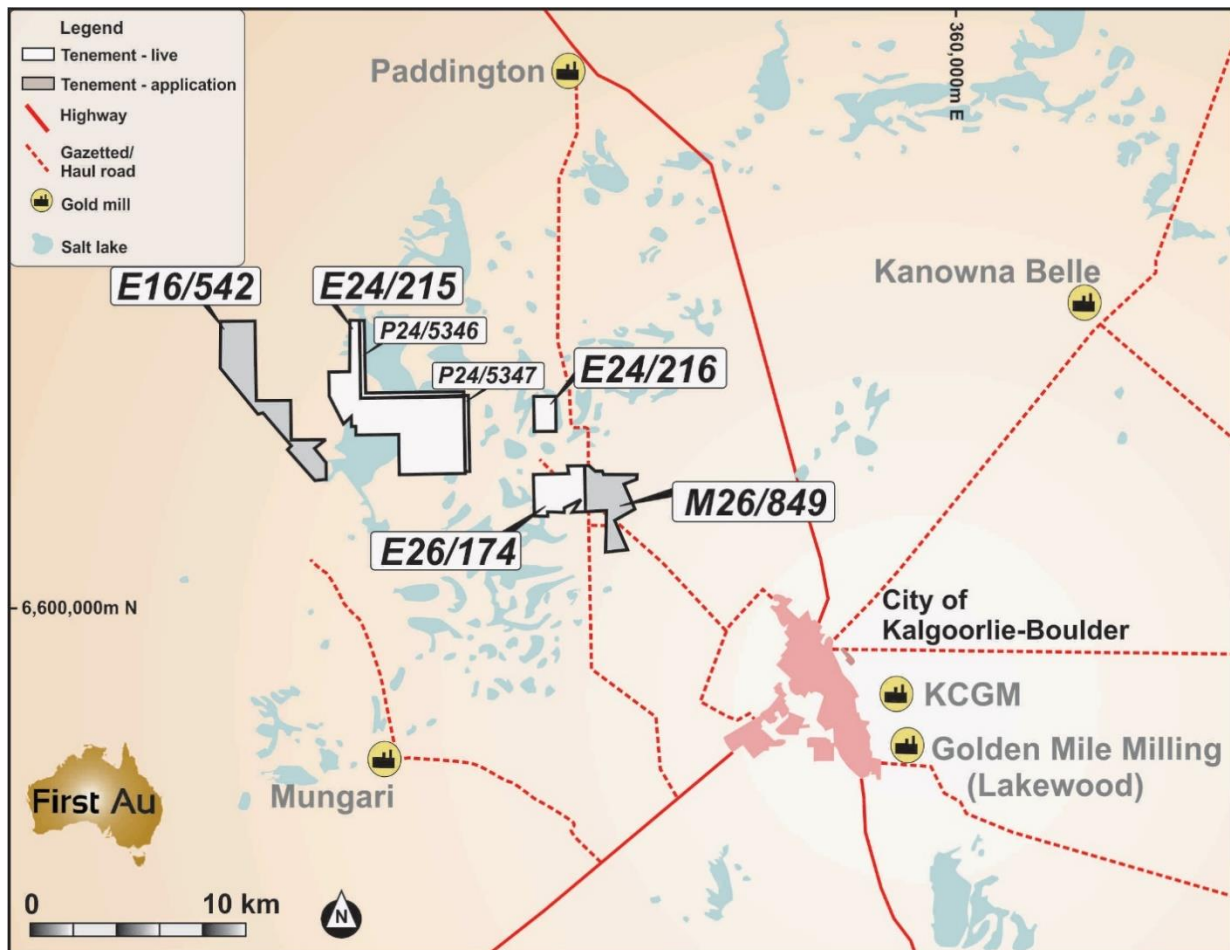 Legend
Tenement - live
Tenement - application
Highway
Gazetted/
Haul road
Gold mill
Salt lake
Paddington
360,000m E
Kanowna Belle
E16/542
E24/215
P24/5346
P24/5347
E24/216
M26/849
E26/174
6,600,000m N
City of
Kalgoorlie-Boulder
KCGM
Golden Mile Milling
(Lakewood)
Mungari
First Au
0 10 km
N